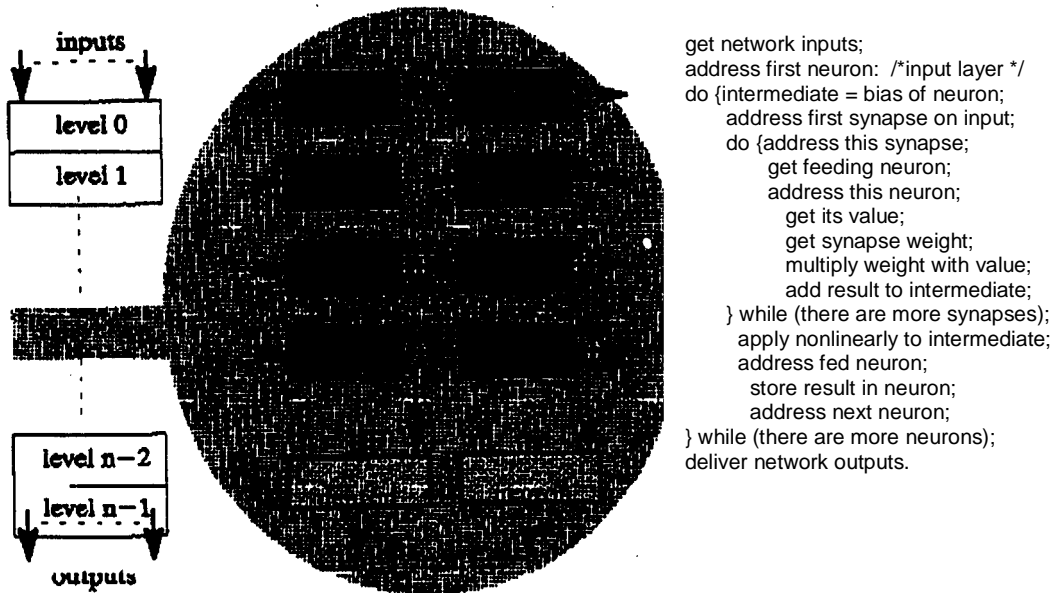 inputs
level 0
level 1
level n−2
level n−1
outputs
get network inputs;
address first neuron: /*input layer */
do {intermediate = bias of neuron;
address first synapse on input;
do {address this synapse;
get feeding neuron;
address this neuron;
get its value;
get synapse weight;
multiply weight with value;
add result to intermediate;
} while (there are more synapses);
apply nonlinearly to intermediate;
address fed neuron;
store result in neuron;
address next neuron;
} while (there are more neurons);
deliver network outputs.